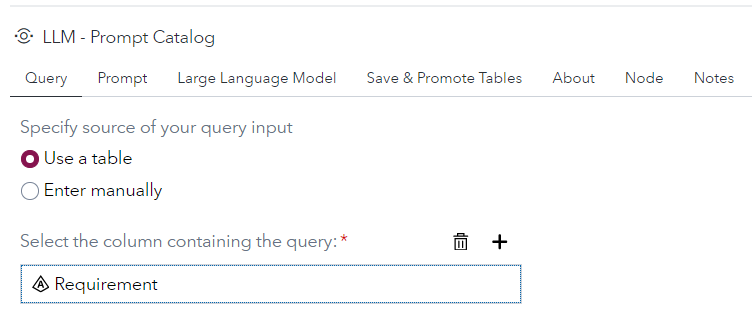 LLM - Prompt Catalog
Query Prompt Large Language Model Save & Promote Tables About Node Notes
Specify source of your query input
Use a table
Enter manually
Select the column containing the query:*
Requirement